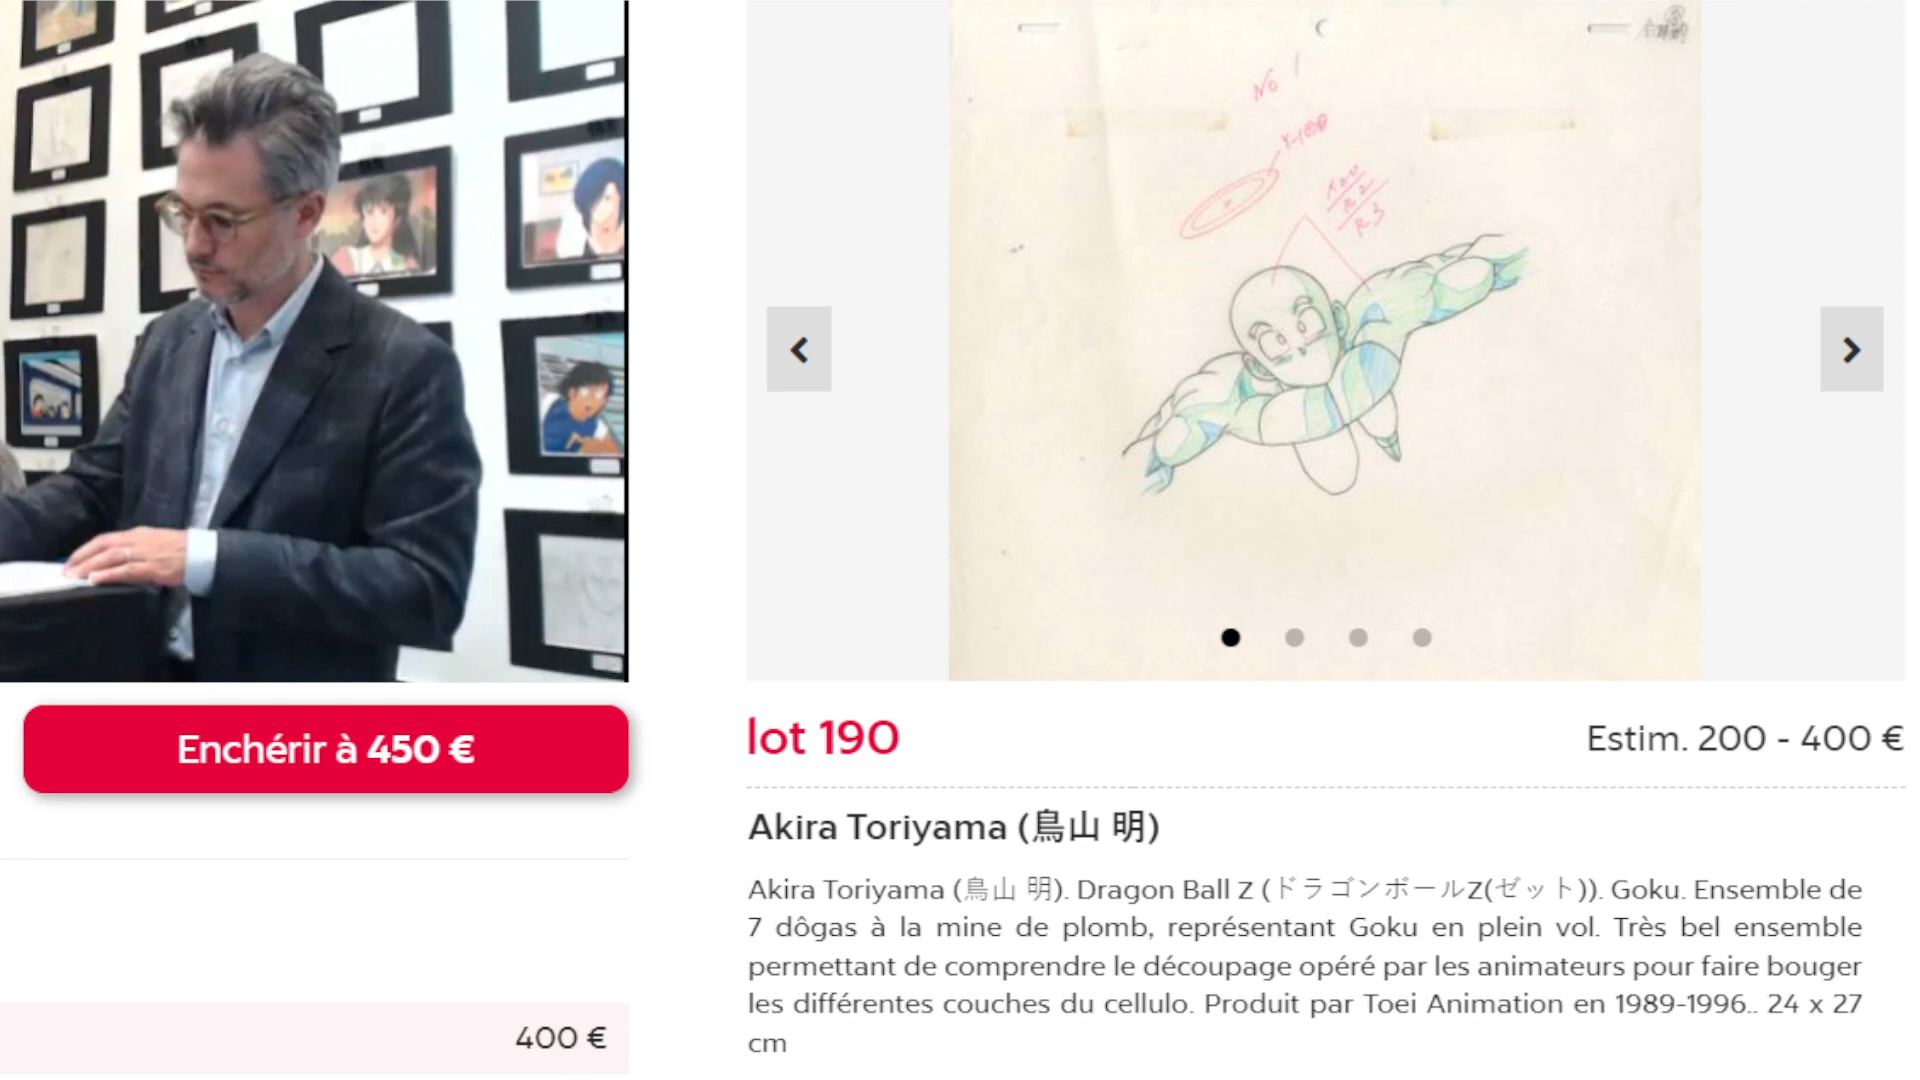 No 1
Enchérir à 450 €
400 €
lot 190
Estim. 200 - 400 €
Akira Toriyama (鳥山 明)
Akira Toriyama (鳥山 明). Dragon Ball Z (ドラゴンボールZ(ゼット)). Goku. Ensemble de
7 dôgas à la mine de plomb, représentant Goku en plein vol. Très bel ensemble
permettant de comprendre le découpage opéré par les animateurs pour faire bouger
les différentes couches du cellulo. Produit par Toei Animation en 1989-1996.. 24 x 27
cm